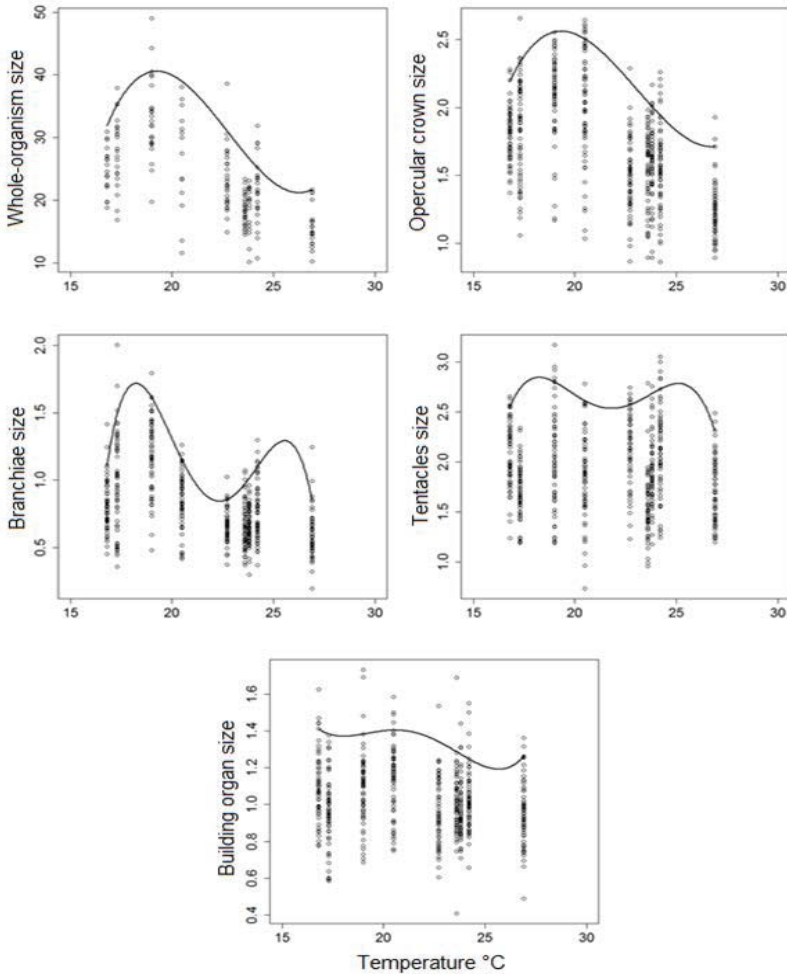 Whole-organism size
50
40
30
20
10
15 20 25 30
Opercular crown size
2.5
2.0
1.5
1.0
15 20 25 30
Branchiae size
2.0
1.5
1.0
0.5
15 20 25 30
Tentacles size
3.0
2.5
2.0
1.5
1.0
15 20 25 30
Building organ size
1.6
1.4
1.2
1.0
0.8
0.6
0.4
15 20 25 30
Temperature °C